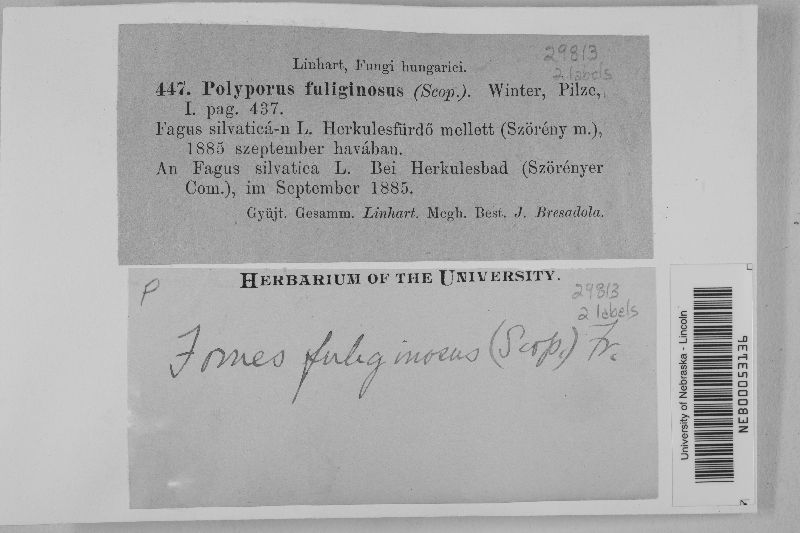 Linhart, Fungi hungarici.
29813
2 labels
447. Polyporus fuliginosus (Scop.). Winter, Pilze,
I. pag. 437.
Fagus silvaticá-n L. Herkulesfürdő mellett (Szörény m.),
1885 szeptember havában.
An Fagus silvatica L. Bei Herkulesbad (Szörényer
Com.), im September 1885.
Gyüjt. Gesamm. Linhart. Megh. Best. J. Bresadola.
HERBARIUM OF THE UNIVERSITY.
P
29813
2 labels
Fomes fuliginosus (Scop.) Fr.
University of Nebraska - Lincoln
NEB00053136